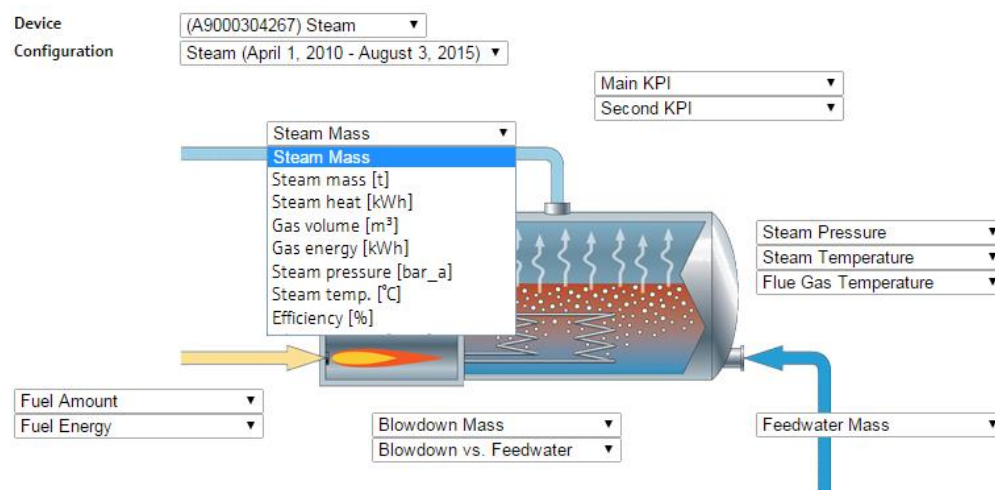 Device
(A9000304267) Steam
Configuration
Steam (April 1, 2010 - August 3, 2015)
Main KPI
Second KPI
Steam Mass
Steam Mass
Steam mass [t]
Steam heat [kWh]
Gas volume [m³]
Gas energy [kWh]
Steam pressure [bar_a]
Steam temp. [°C]
Efficiency [%]
Steam Pressure
Steam Temperature
Flue Gas Temperature
Fuel Amount
Fuel Energy
Blowdown Mass
Blowdown vs. Feedwater
Feedwater Mass